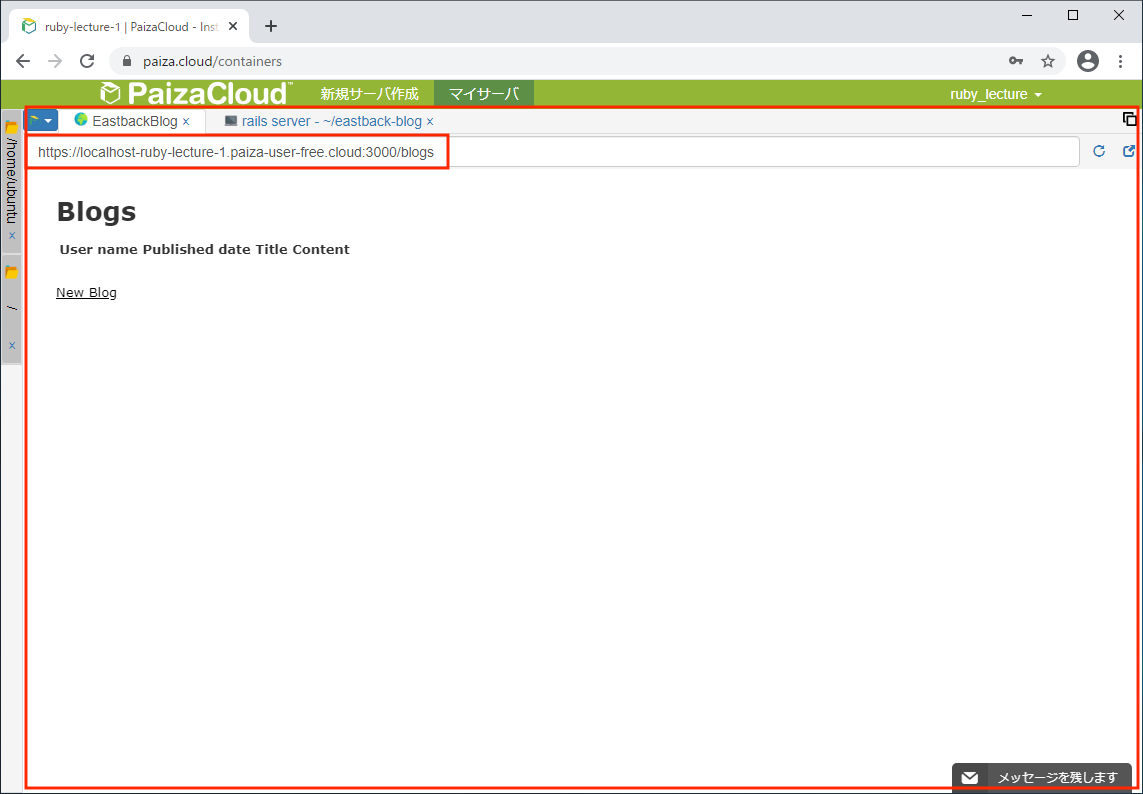 ruby-lecture-1 | PaizaCloud - Inst
paiza.cloud/containers
PaizaCloud™ 新規サーバ作成 マイサーバ ruby_lecture
EastbackBlog × rails server - ~/eastback-blog ×
https://localhost-ruby-lecture-1.paiza-user-free.cloud:3000/blogs
/home/ubuntu ×
/ ×
Blogs
User name Published date Title Content
New Blog
メッセージを残します